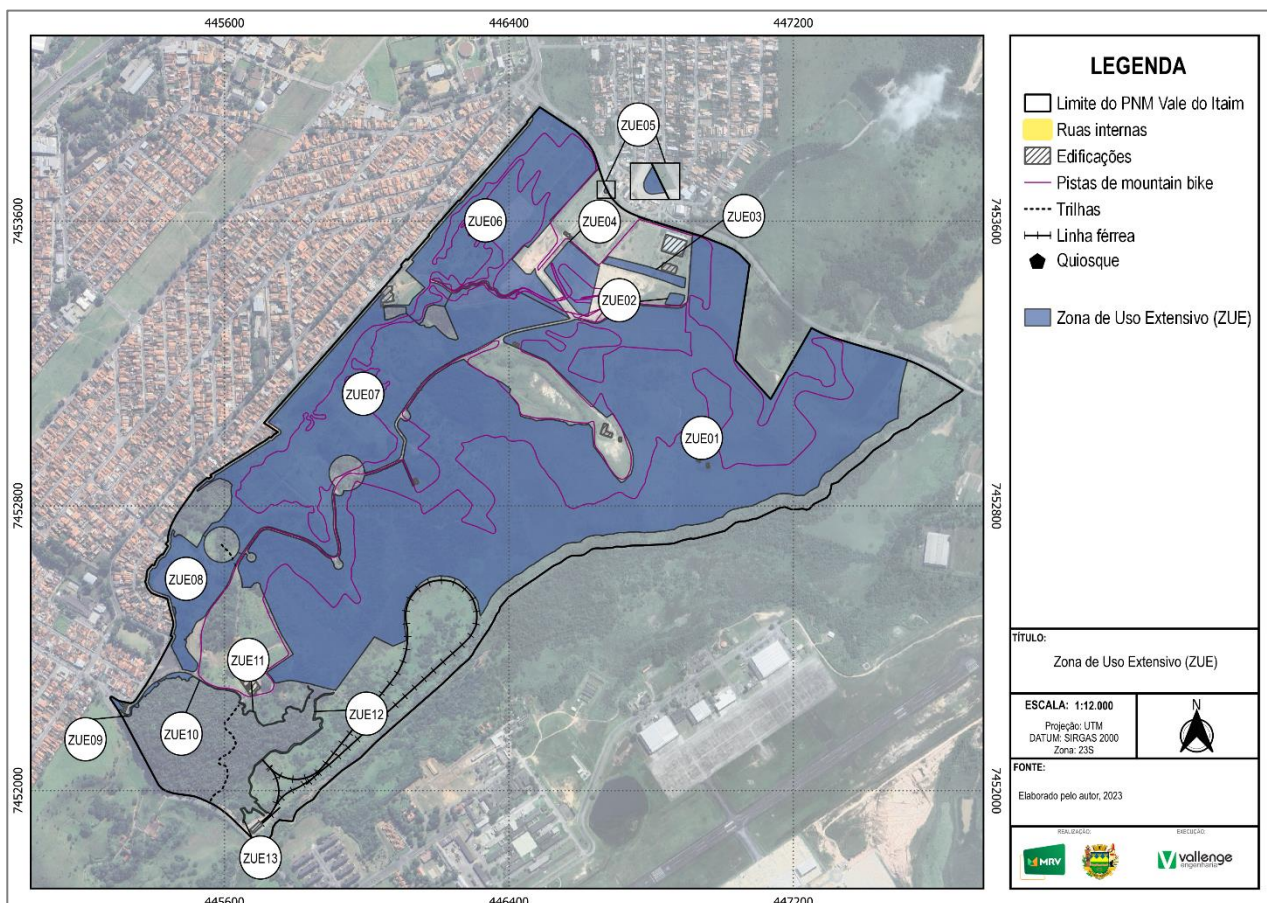 445600
446400
447200
7453600
7452800
7452000
7453600
7452800
7452000
445600
446400
447200
ZUE05
ZUE06
ZUE04
ZUE03
ZUE02
ZUE07
ZUE01
ZUE08
ZUE11
ZUE12
ZUE09
ZUE10
ZUE13
LEGENDA
Limite do PNM Vale do Itaim
Ruas internas
Edificações
Pistas de mountain bike
Trilhas
Linha férrea
Quiosque
Zona de Uso Extensivo (ZUE)
TÍTULO:
Zona de Uso Extensivo (ZUE)
ESCALA: 1:12.000
Projeção: UTM
DATUM: SIRGAS 2000
Zona: 23S
N
FONTE:
Elaborado pelo autor, 2023
REALIZAÇÃO:
EXECUÇÃO:
MRV
vallenge
engenharia